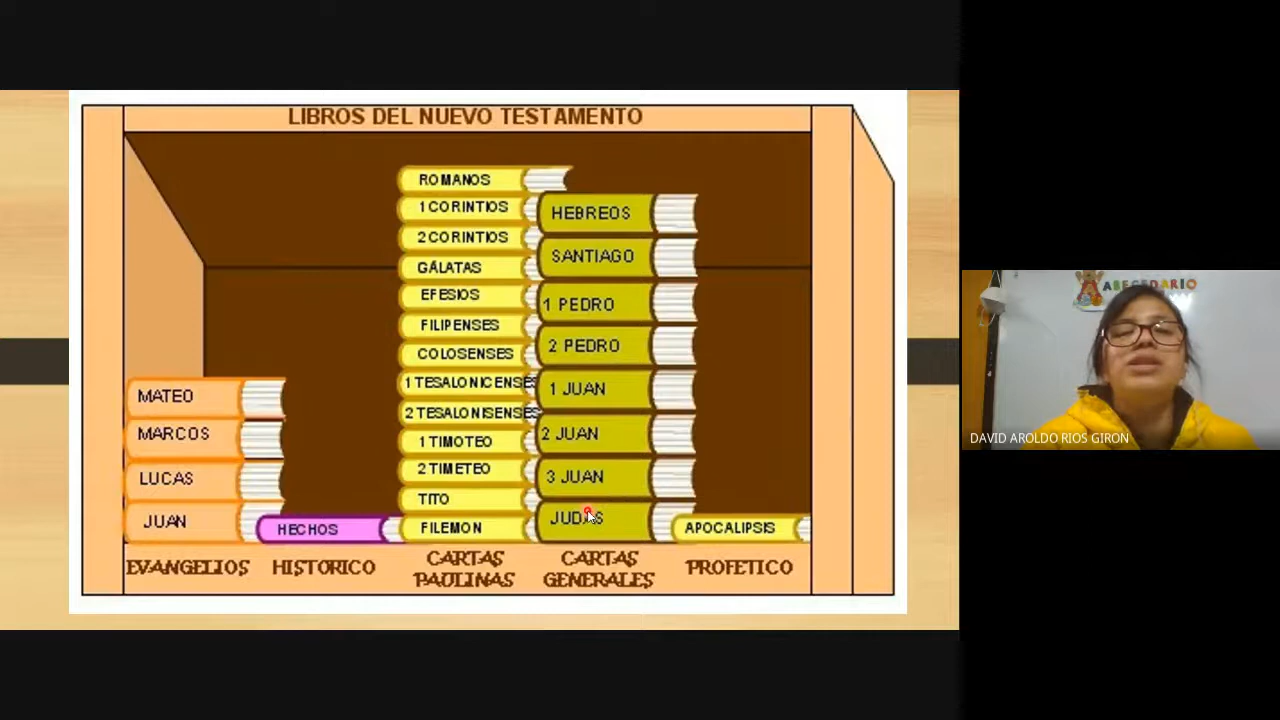 LIBROS DEL NUEVO TESTAMENTO
MATEO
MARCOS
LUCAS
JUAN
EVANGELIOS
HECHOS
HISTORICO
ROMANOS
1 CORINTIOS
2 CORINTIOS
GÁLATAS
EFESIOS
FILIPENSES
COLOSENSES
1 TESALONICENSES
2 TESALONISENSES
1 TIMOTEO
2 TIMETEO
TITO
FILEMON
CARTAS
PAULINAS
HEBREOS
SANTIAGO
1 PEDRO
2 PEDRO
1 JUAN
2 JUAN
3 JUAN
JUDAS
CARTAS
GENERALES
APOCALIPSIS
PROFETICO
ABECEDARIO
DAVID AROLDO RIOS GIRON